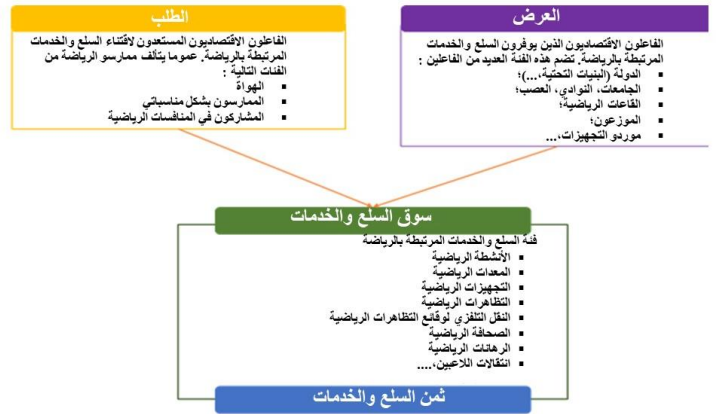 العرض
الفاعلون الاقتصاديون الذين يوفرون السلع والخدمات
المرتبطة بالرياضة. تضم هذه الفئة العديد من الفاعلين :
▪ الدولة (البنيات التحتية،...)؛
▪ الجامعات، النوادي، العصب؛
▪ القاعات الرياضية؛
▪ الموزعون؛
▪ موردو التجهيزات،...
الطلب
الفاعلون الاقتصاديون المستعدون لاقتناء السلع والخدمات
المرتبطة بالرياضة. عموما يتألف ممارسو الرياضة من
الفئات التالية :
▪ الهواة
▪ الممارسون بشكل مناسباتي
▪ المشاركون في المنافسات الرياضية
سوق السلع والخدمات
فئة السلع والخدمات المرتبطة بالرياضة
▪ الأنشطة الرياضية
▪ المعدات الرياضية
▪ التجهيزات الرياضية
▪ التظاهرات الرياضية
▪ النقل التلفزي لوقائع التظاهرات الرياضية
▪ الصحافة الرياضية
▪ الرهانات الرياضية
▪ انتقالات اللاعبين،....
ثمن السلع والخدمات